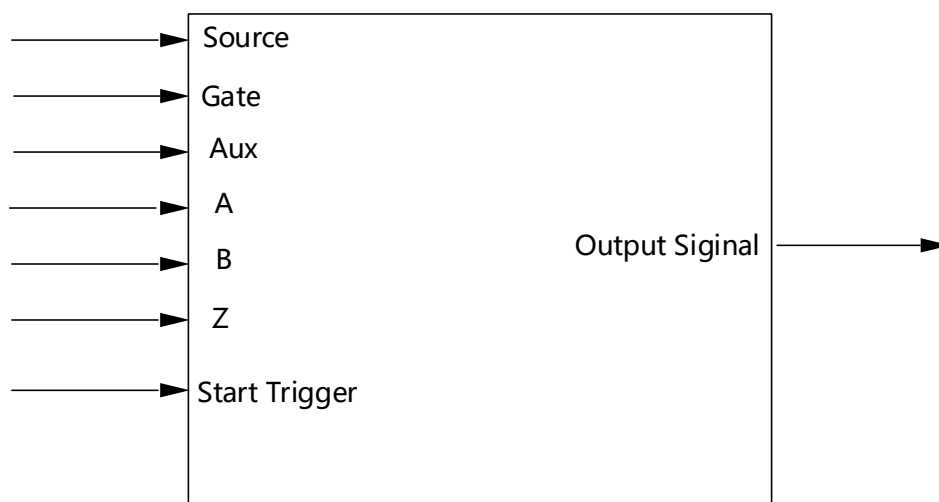 Source
Gate
Aux
A
B
Output Siginal
Z
Start Trigger